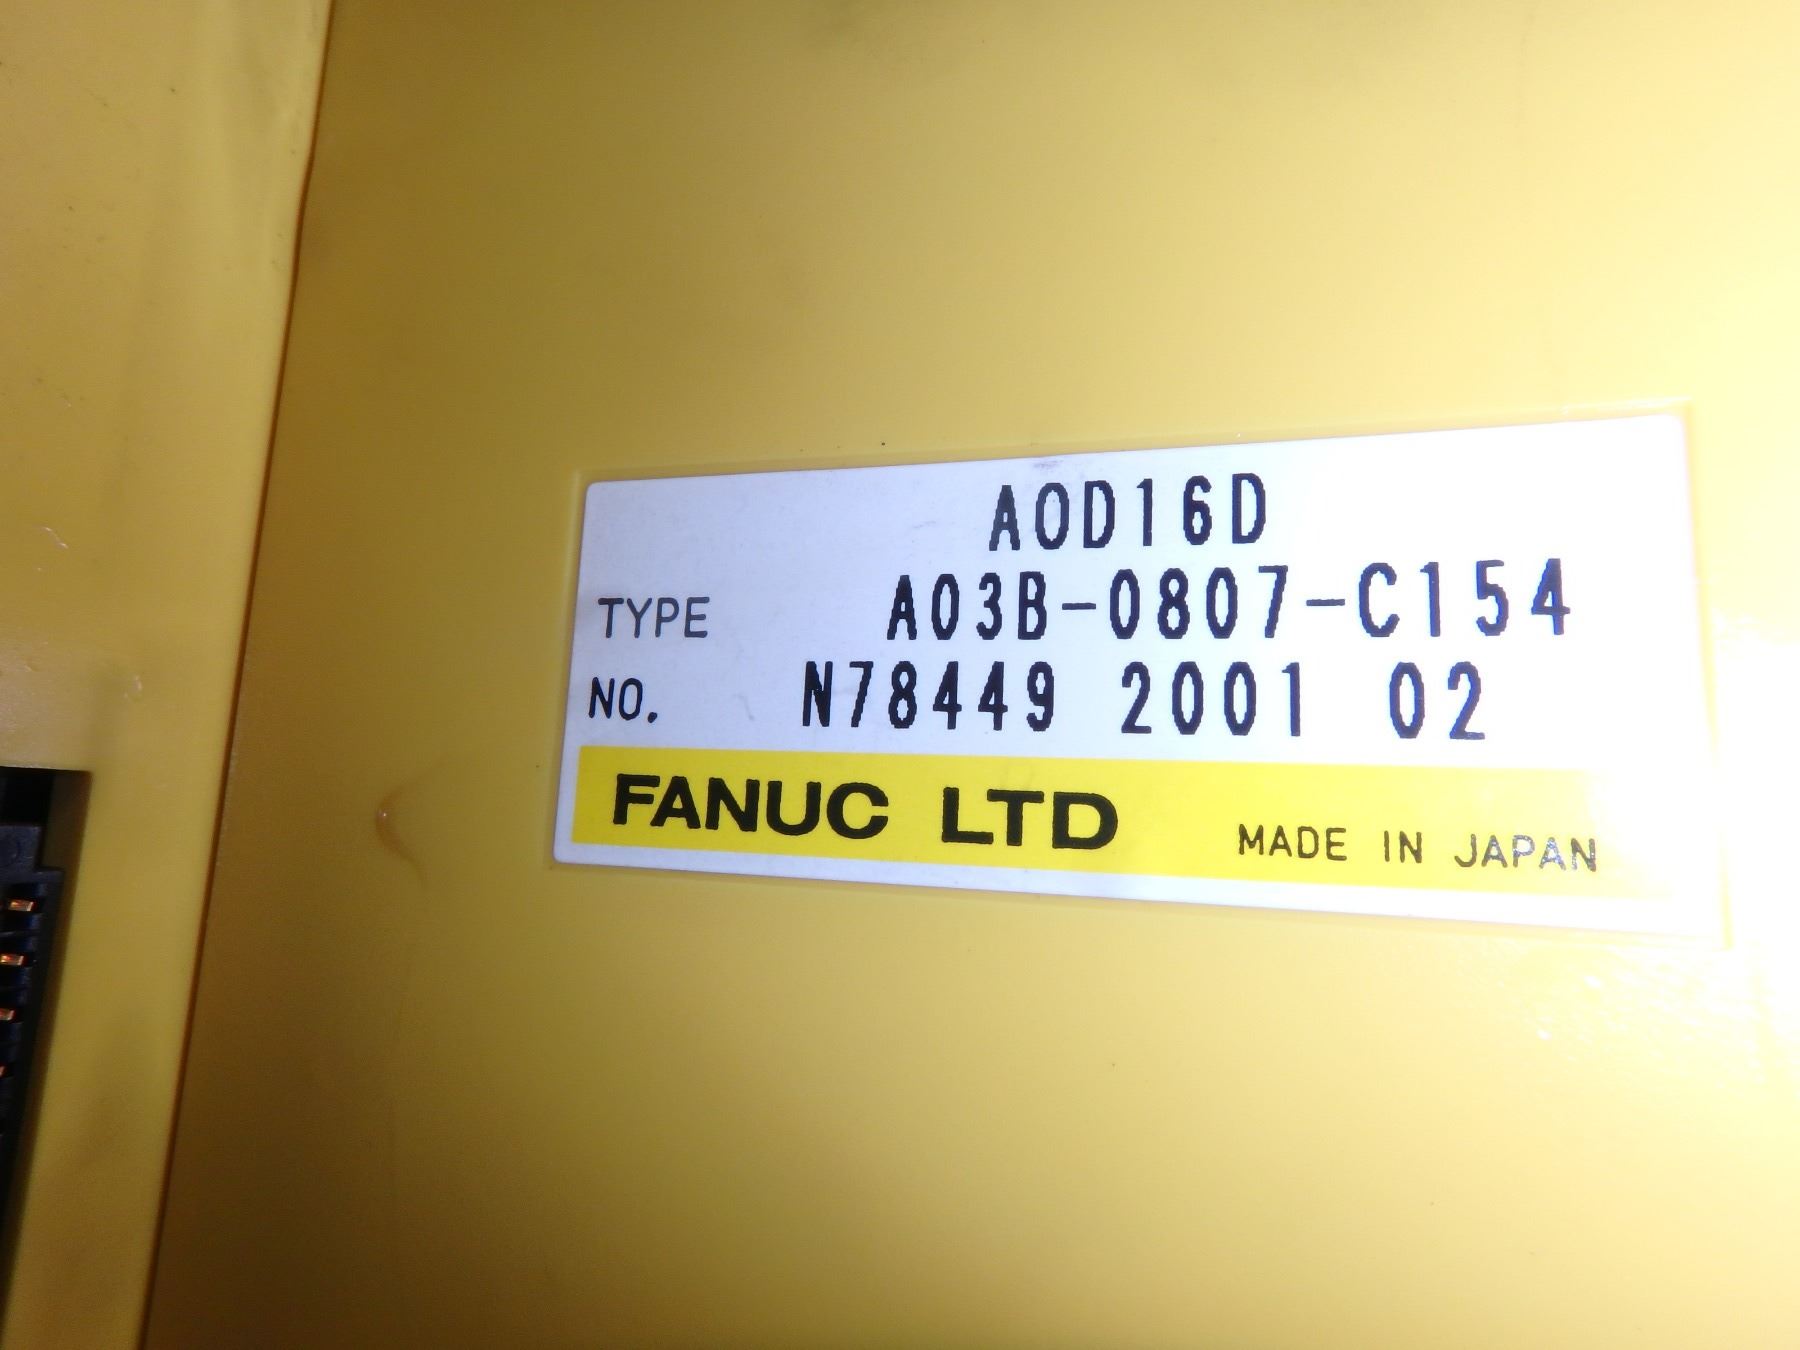 AOD16D
TYPE A03B-0807-C154
NO. N78449 2001 02
FANUC LTD MADE IN JAPAN